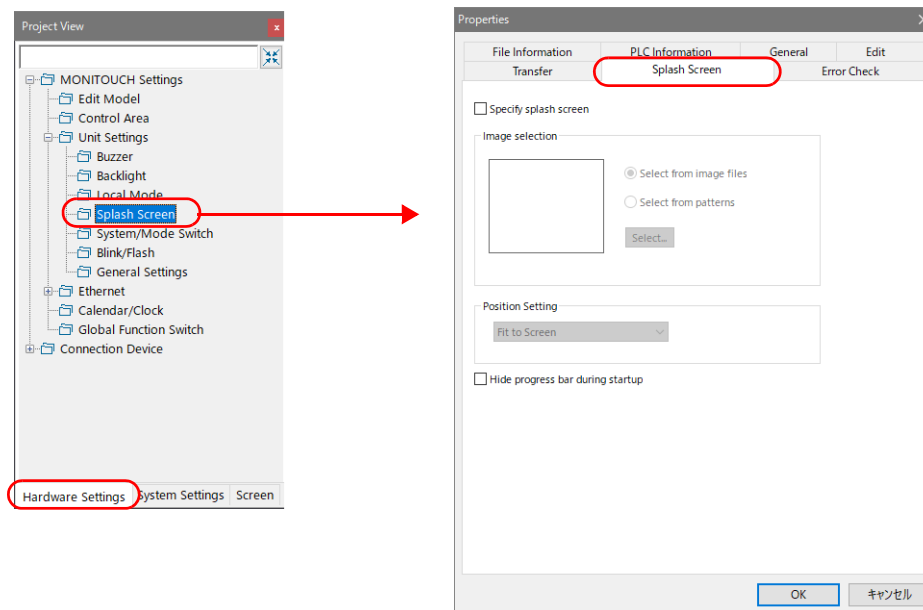 Project View
x
MONITOUCH Settings
Edit Model
Control Area
Unit Settings
Buzzer
Backlight
Local Mode
Splash Screen
System/Mode Switch
Blink/Flash
General Settings
Ethernet
Calendar/Clock
Global Function Switch
Connection Device
Hardware Settings System Settings Screen
Properties
File Information PLC Information General Edit
Transfer Splash Screen Error Check
Specify splash screen
Image selection
Select from image files
Select from patterns
Select...
Position Setting
Fit to Screen
Hide progress bar during startup
OK キャンセル